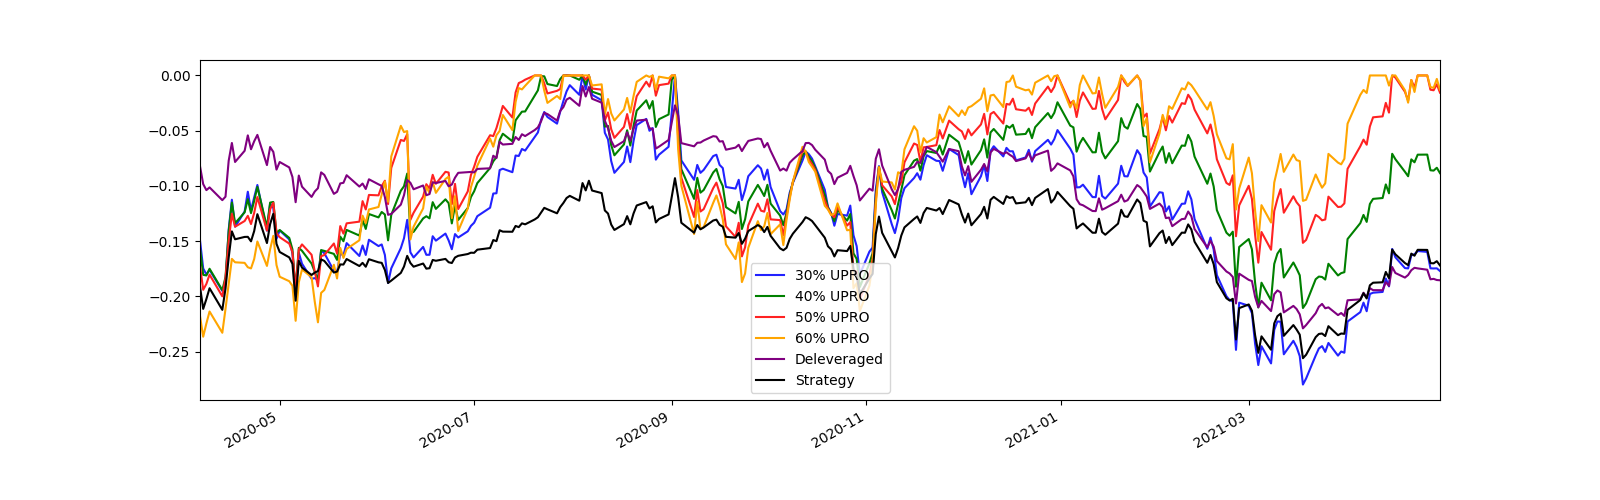 0.00
−0.05
−0.10
−0.15
−0.20
−0.25
30% UPRO
40% UPRO
50% UPRO
60% UPRO
Deleveraged
Strategy
2020-05
2020-07
2020-09
2020-11
2021-01
2021-03